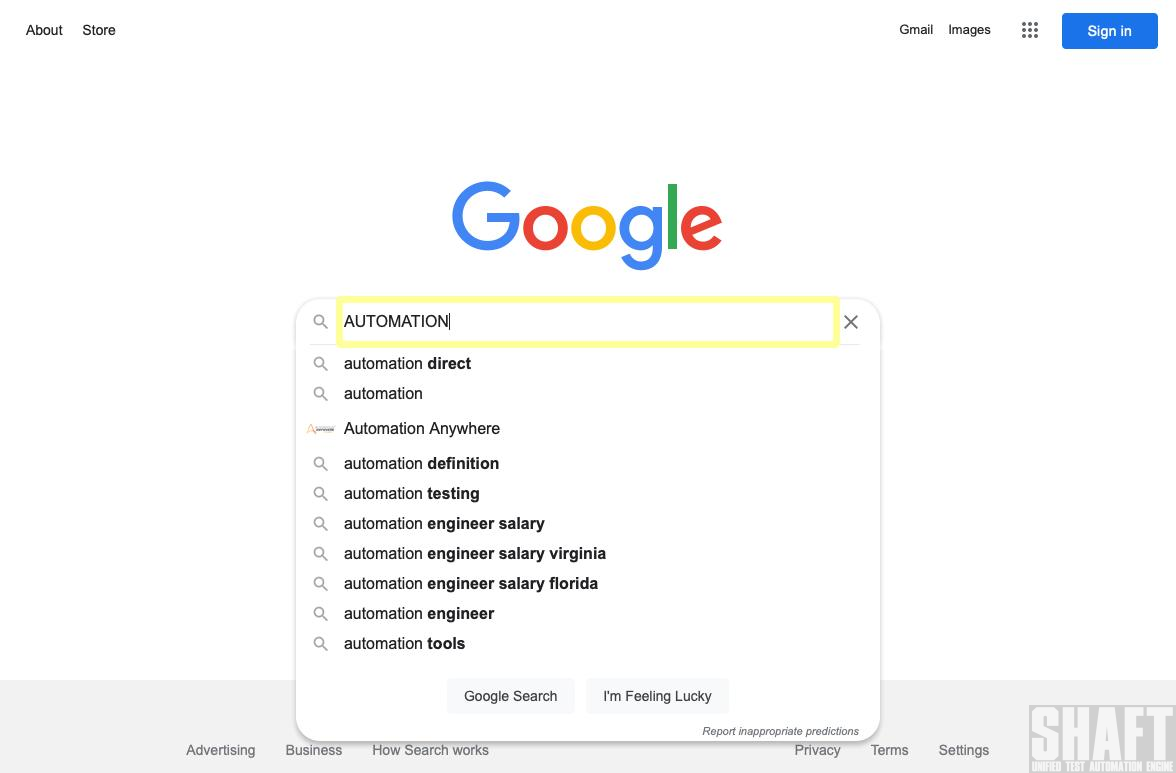 About Store
Gmail Images
Sign in
Google
AUTOMATION
automation direct
automation
Automation Anywhere
automation definition
automation testing
automation engineer salary
automation engineer salary virginia
automation engineer salary florida
automation engineer
automation tools
Google Search I'm Feeling Lucky
Report inappropriate predictions
Advertising Business How Search works
Privacy Terms Settings
SHAFT
UNIFIED TEST AUTOMATION ENGINE